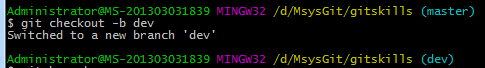 Administrator@MS-201303031839 MINGW32 /d/MsysGit/gitskills (master)
$ git checkout -b dev
Switched to a new branch 'dev'
Administrator@MS-201303031839 MINGW32 /d/MsysGit/gitskills (dev)